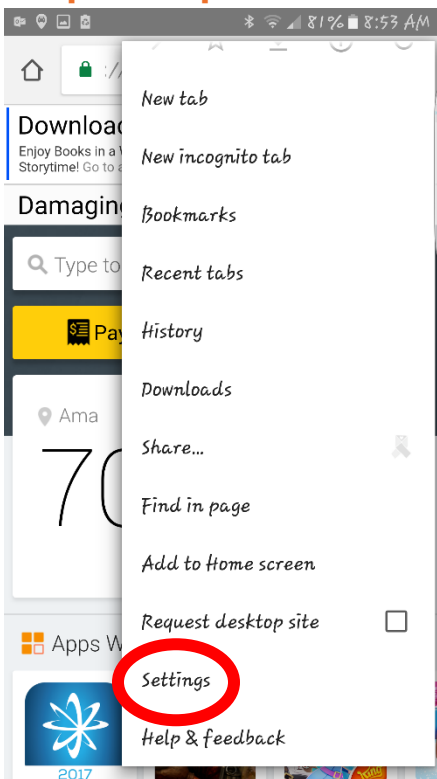 81% 8:53 AM
://
New tab
Downloa
Enjoy Books in a
Storytime! Go to a
New incognito tab
Damaging
Bookmarks
Type to
Recent tabs
History
Pay
Downloads
Ama
Share...
70
Find in page
Add to Home screen
Request desktop site
Apps W
Settings
Help & feedback
2017